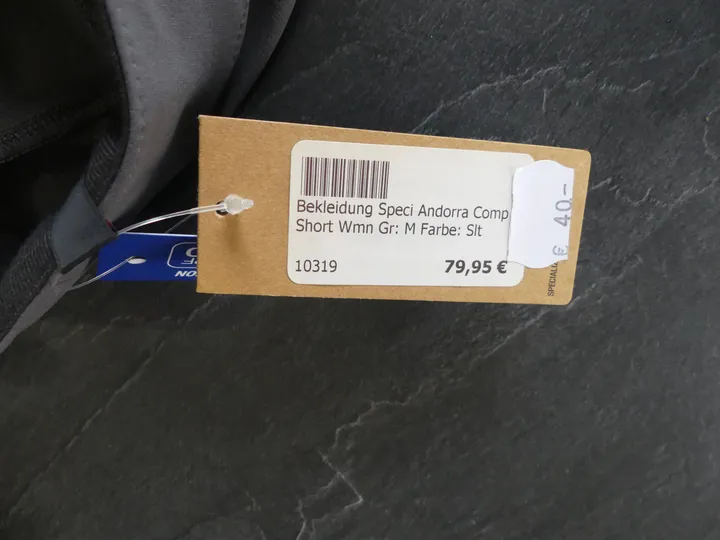 Bekleidung Speci Andorra Comp
Short Wmn Gr: M Farbe: Slt
10319
79,95 €
€ 40.-